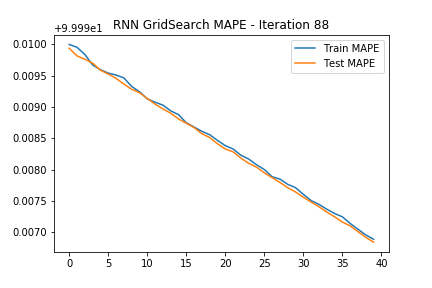 RNN GridSearch MAPE - Iteration 88
+9.999e1
Train MAPE
Test MAPE
0.0100
0.0095
0.0090
0.0085
0.0080
0.0075
0.0070
0 5 10 15 20 25 30 35 40